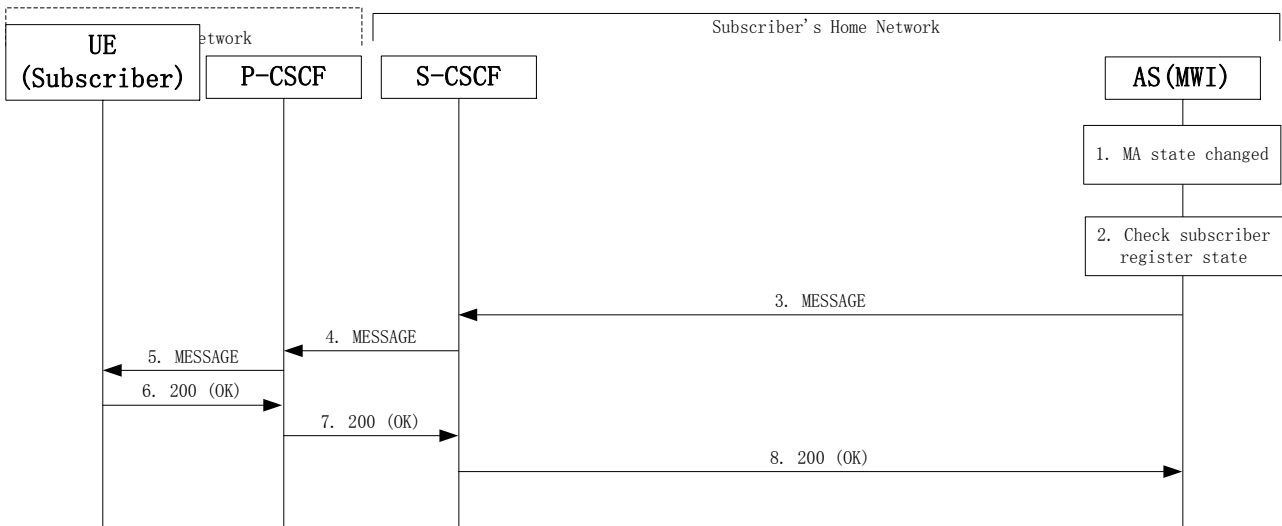 Subscriber's Home Network
UE
(Subscriber)
P-CSCF
S-CSCF
AS(MWI)
1. MA state changed
2. Check subscriber
register state
3. MESSAGE
4. MESSAGE
5. MESSAGE
6. 200 (OK)
7. 200 (OK)
8. 200 (OK)